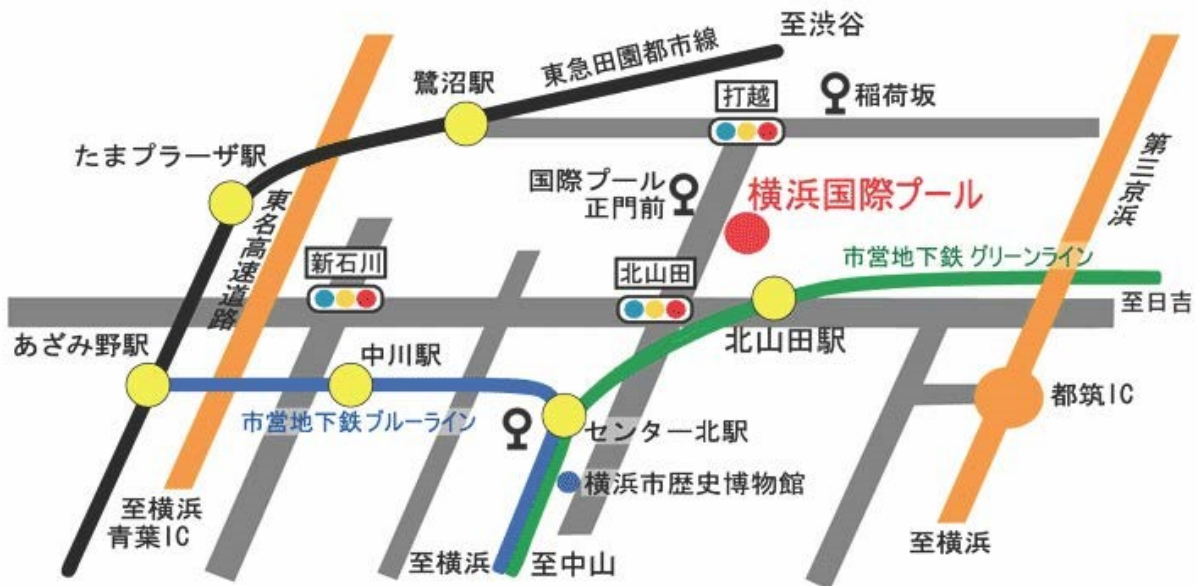 至渋谷
東急田園都市線
鷺沼駅
打越
稲荷坂
たまプラーザ駅
国際プール
正門前
横浜国際プール
第三京浜
東名高速道路
新石川
北山田
市営地下鉄 グリーンライン
至日吉
あざみ野駅
中川駅
北山田駅
市営地下鉄ブルーライン
センター北駅
都筑IC
横浜市歴史博物館
至横浜
青葉IC
至横浜
至中山
至横浜